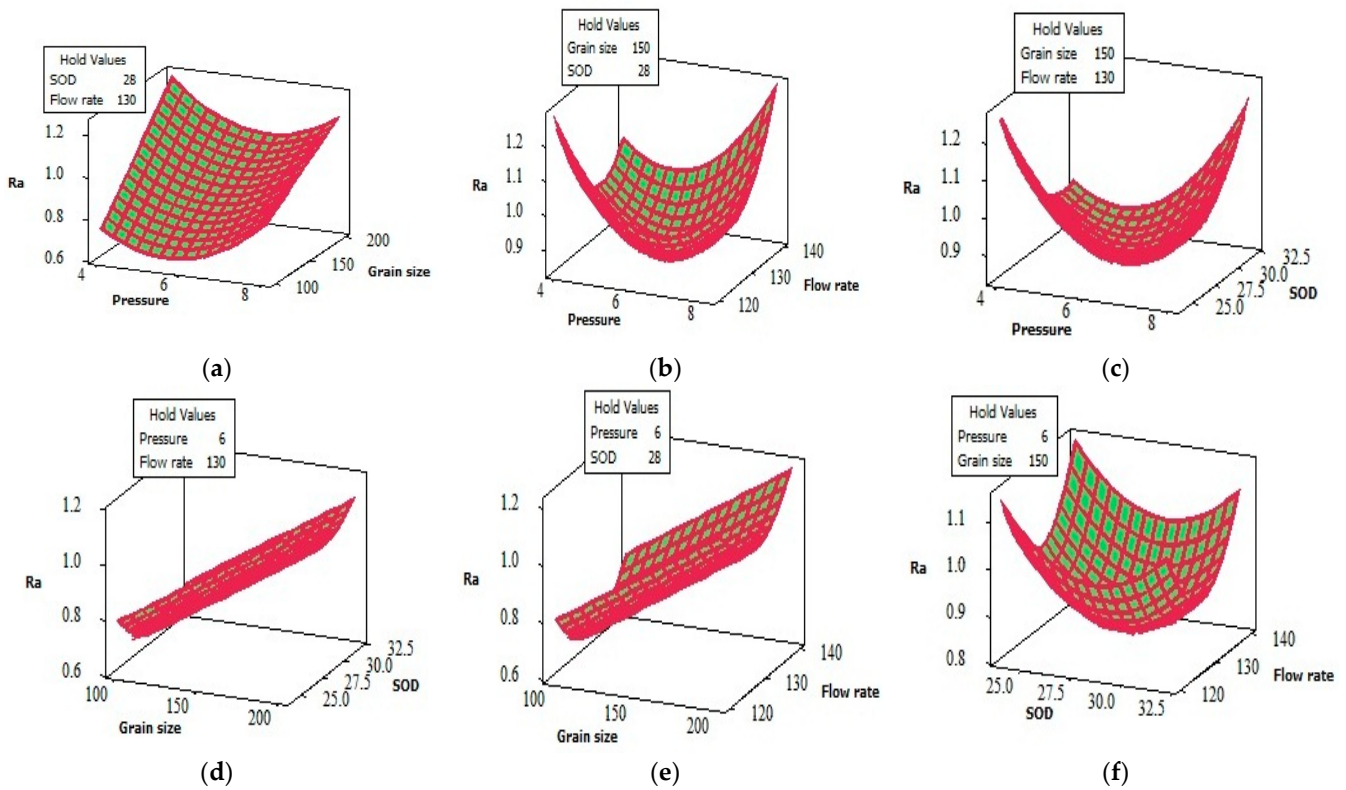 Hold Values
SOD 28
Flow rate 130
1.2
1.0
0.8
0.6
Ra
4
6
8
Pressure
100
150
200
Grain size
(a)
Hold Values
Grain size 150
SOD 28
1.3
1.2
1.1
1.0
0.9
Ra
4
6
8
Pressure
120
130
140
Flow rate
(b)
Hold Values
Grain size 150
Flow rate 130
1.2
1.1
1.0
0.9
Ra
4
6
8
Pressure
25.0
27.5
30.0
32.5
SOD
(c)
Hold Values
Pressure 6
Flow rate 130
1.2
1.0
0.8
0.6
Ra
100
150
200
Grain size
25.0
27.5
30.0
32.5
SOD
(d)
Hold Values
Pressure 6
SOD 28
1.2
1.0
0.8
0.6
Ra
100
150
200
Grain size
120
130
140
Flow rate
(e)
Hold Values
Pressure 6
Grain size 150
1.1
1.0
0.9
0.8
Ra
25.0
27.5
30.0
32.5
SOD
120
130
140
Flow rate
(f)